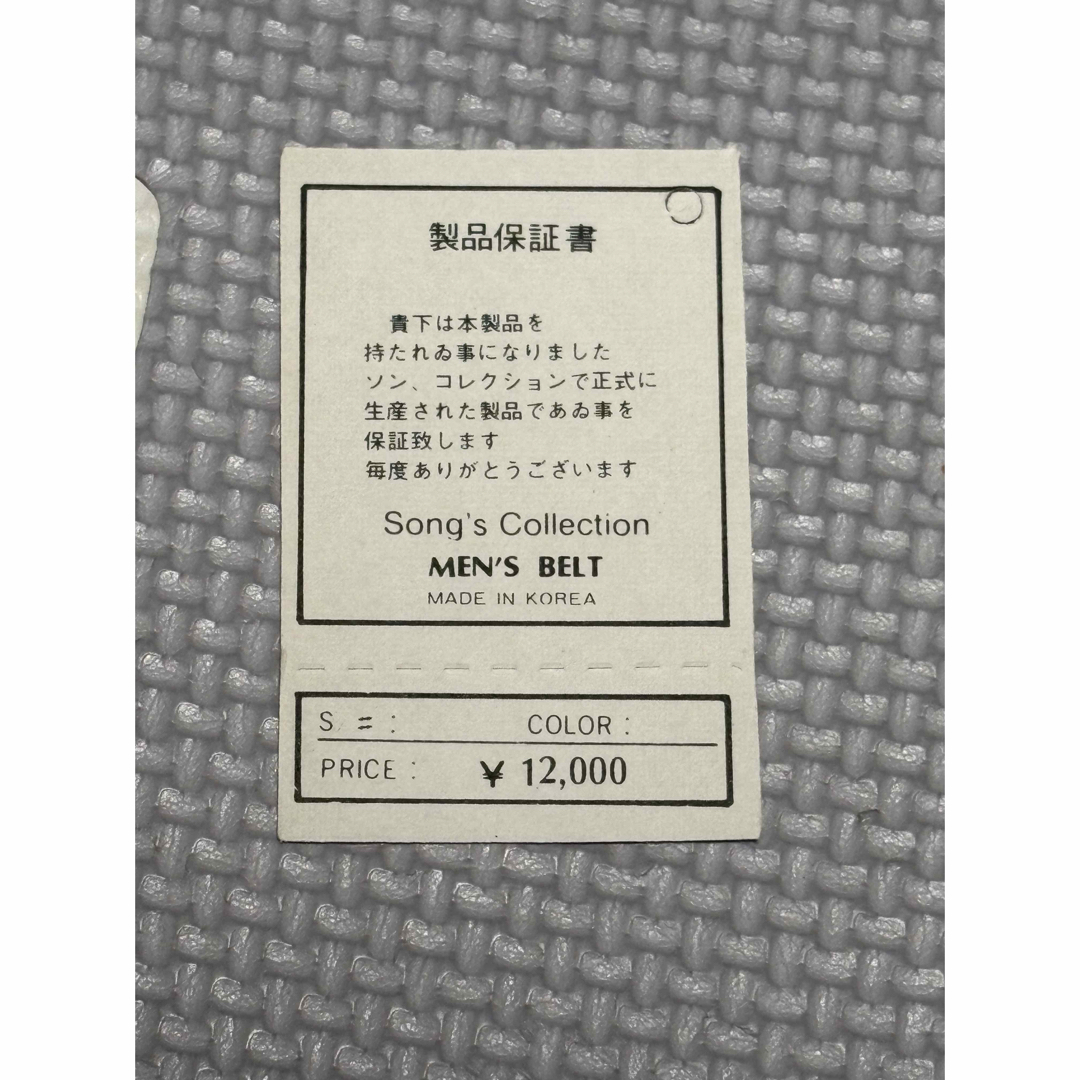 製品保証書
貴下は本製品を
持たれゐ事になりました
ソン、コレクションで正式に
生産された製品であゐ事を
保証致します
毎度ありがとうございます
Song's Collection
MEN'S BELT
MADE IN KOREA
S. =: COLOR:
PRICE: ¥ 12,000